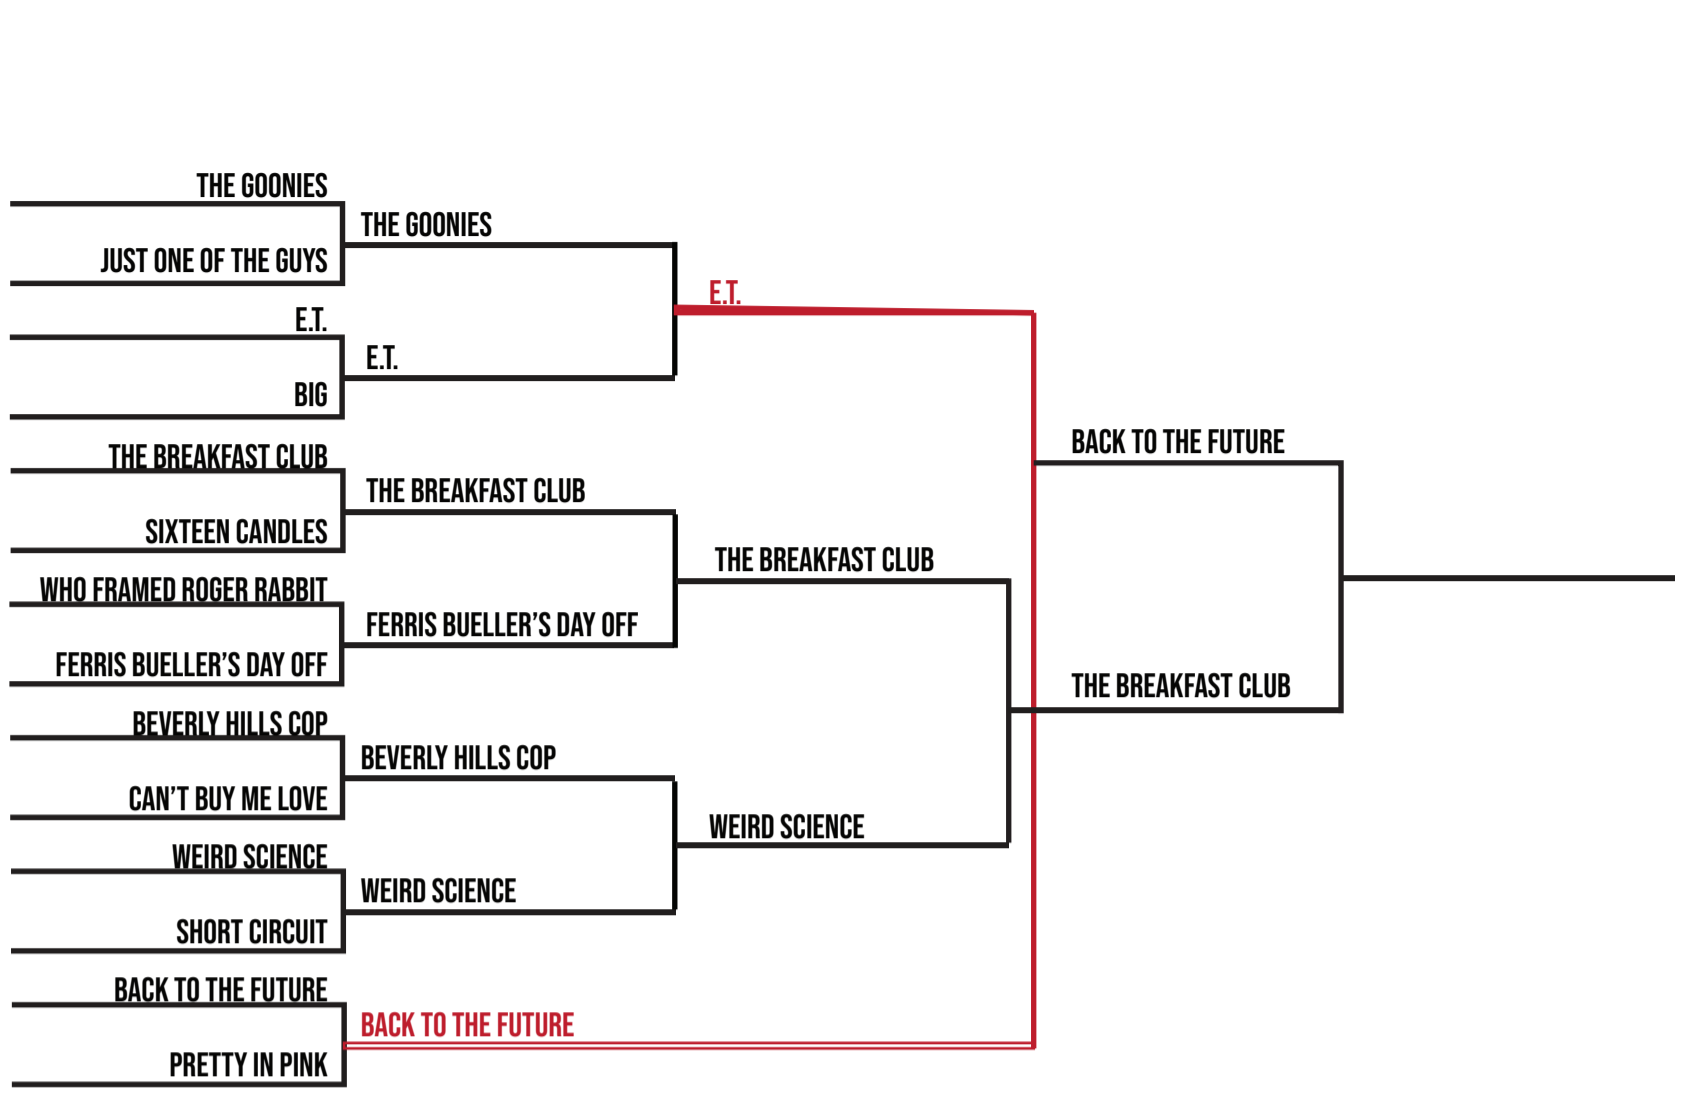 THE GOONIES
JUST ONE OF THE GUYS
E.T.
BIG
THE BREAKFAST CLUB
SIXTEEN CANDLES
WHO FRAMED ROGER RABBIT
FERRIS BUELLER'S DAY OFF
BEVERLY HILLS COP
CAN'T BUY ME LOVE
WEIRD SCIENCE
SHORT CIRCUIT
BACK TO THE FUTURE
PRETTY IN PINK
THE GOONIES
E.T.
THE BREAKFAST CLUB
FERRIS BUELLER'S DAY OFF
BEVERLY HILLS COP
WEIRD SCIENCE
BACK TO THE FUTURE
E.T.
THE BREAKFAST CLUB
WEIRD SCIENCE
BACK TO THE FUTURE
THE BREAKFAST CLUB